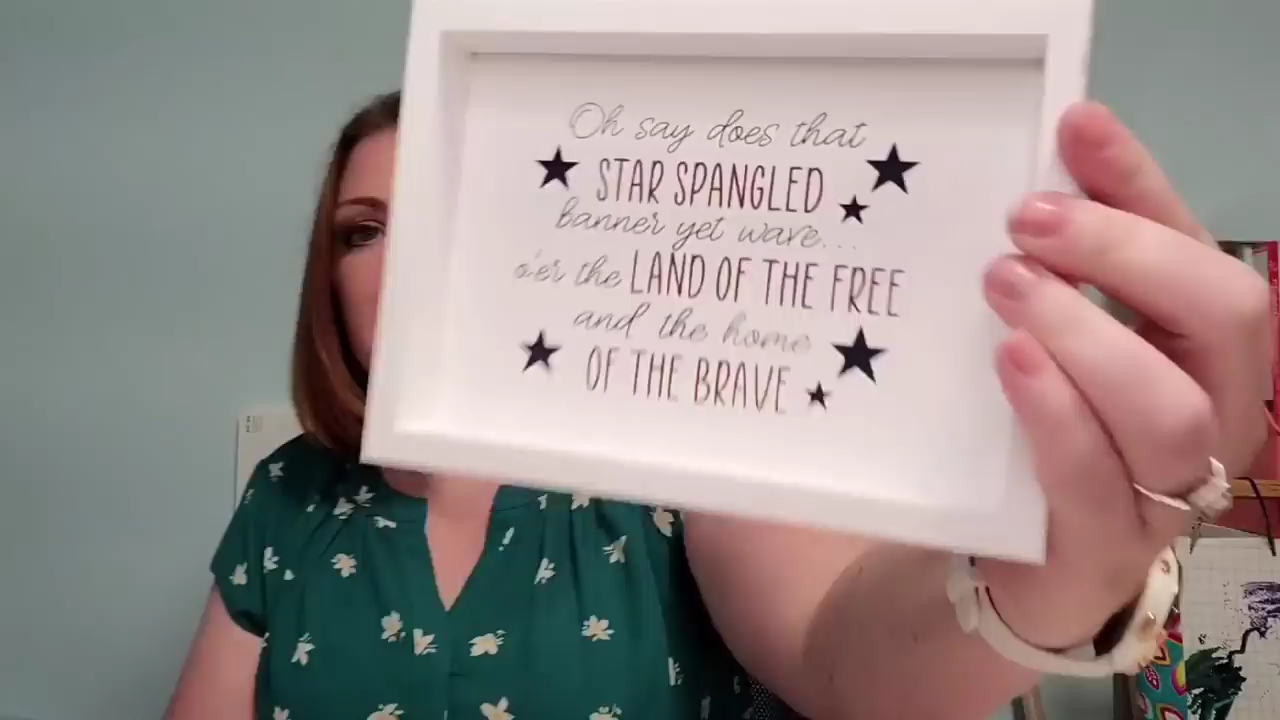 Oh say does that
STAR SPANGLED
banner yet wave...
o'er the LAND OF THE FREE
and the home
OF THE BRAVE